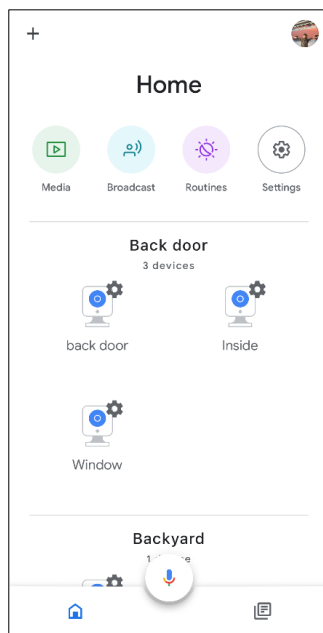 Home
Media Broadcast Routines Settings
Back door
3 devices
back door Inside
Window
Backyard